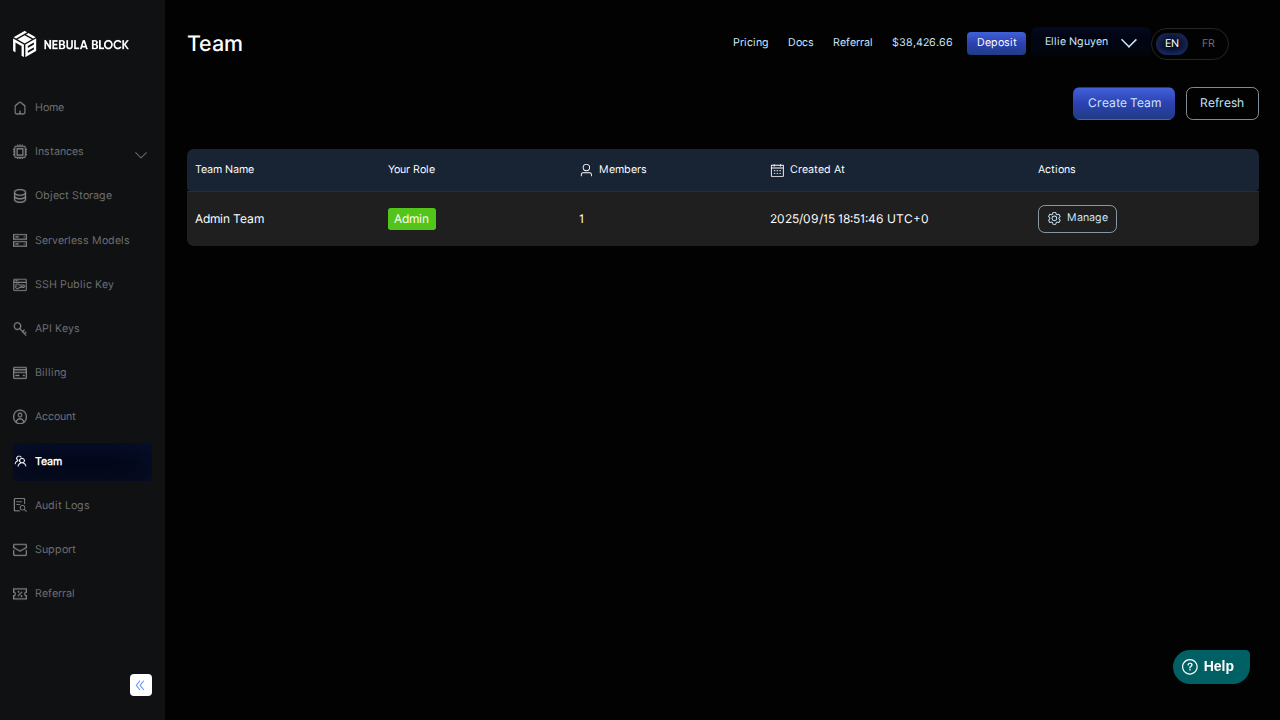 NEBULA BLOCK
Home
Instances
Object Storage
Serverless Models
SSH Public Key
API Keys
Billing
Account
Team
Audit Logs
Support
Referral
Team
Pricing Docs Referral $38,426.66 Deposit Ellie Nguyen EN FR
Create Team Refresh
Team Name Your Role Members Created At Actions
Admin Team Admin 1 2025/09/15 18:51:46 UTC+0 Manage
Help